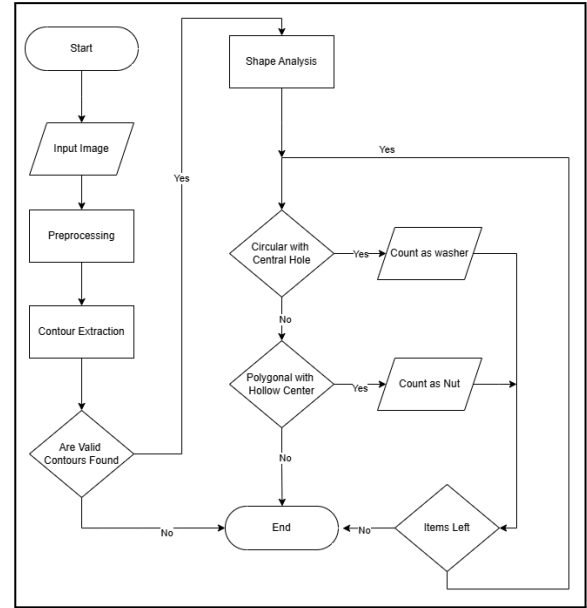 Start
Input Image
Preprocessing
Contour Extraction
Are Valid
Contours Found
No
Yes
Shape Analysis
Yes
Circular with
Central Hole
Yes
Count as washer
No
Polygonal with
Hollow Center
Yes
Count as Nut
No
End
No
Items Left